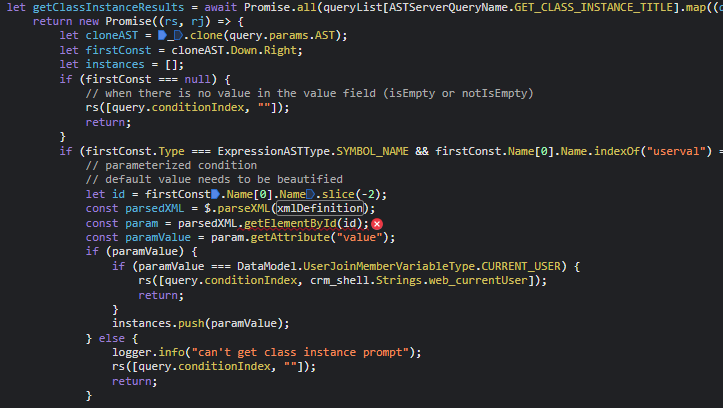 let getClassInstanceResults = await Promise.all(queryList[ASTServerQueryName.GET_CLASS_INSTANCE_TITLE].map((
return new Promise((rs, rj) => {
let cloneAST = _.clone(query.params.AST);
let firstConst = cloneAST.Down.Right;
let instances = [];
if (firstConst === null) {
// when there is no value in the value field (isEmpty or notIsEmpty)
rs([query.conditionIndex, ""]);
return;
}
if (firstConst.Type === ExpressionASTType.SYMBOL_NAME && firstConst.Name[0].Name.indexOf("userval") =
// parameterized condition
// default value needs to be beautified
let id = firstConst.Name[0].Name.slice(-2);
const parsedXML = $.parseXML(xmlDefinition);
const param = parsedXML.getElementById(id);
const paramValue = param.getAttribute("value");
if (paramValue) {
if (paramValue === DataModel.UserJoinMemberVariableType.CURRENT_USER) {
rs([query.conditionIndex, crm_shell.Strings.web_currentUser]);
return;
}
instances.push(paramValue);
} else {
logger.info("can't get class instance prompt");
rs([query.conditionIndex, ""]);
return;
}